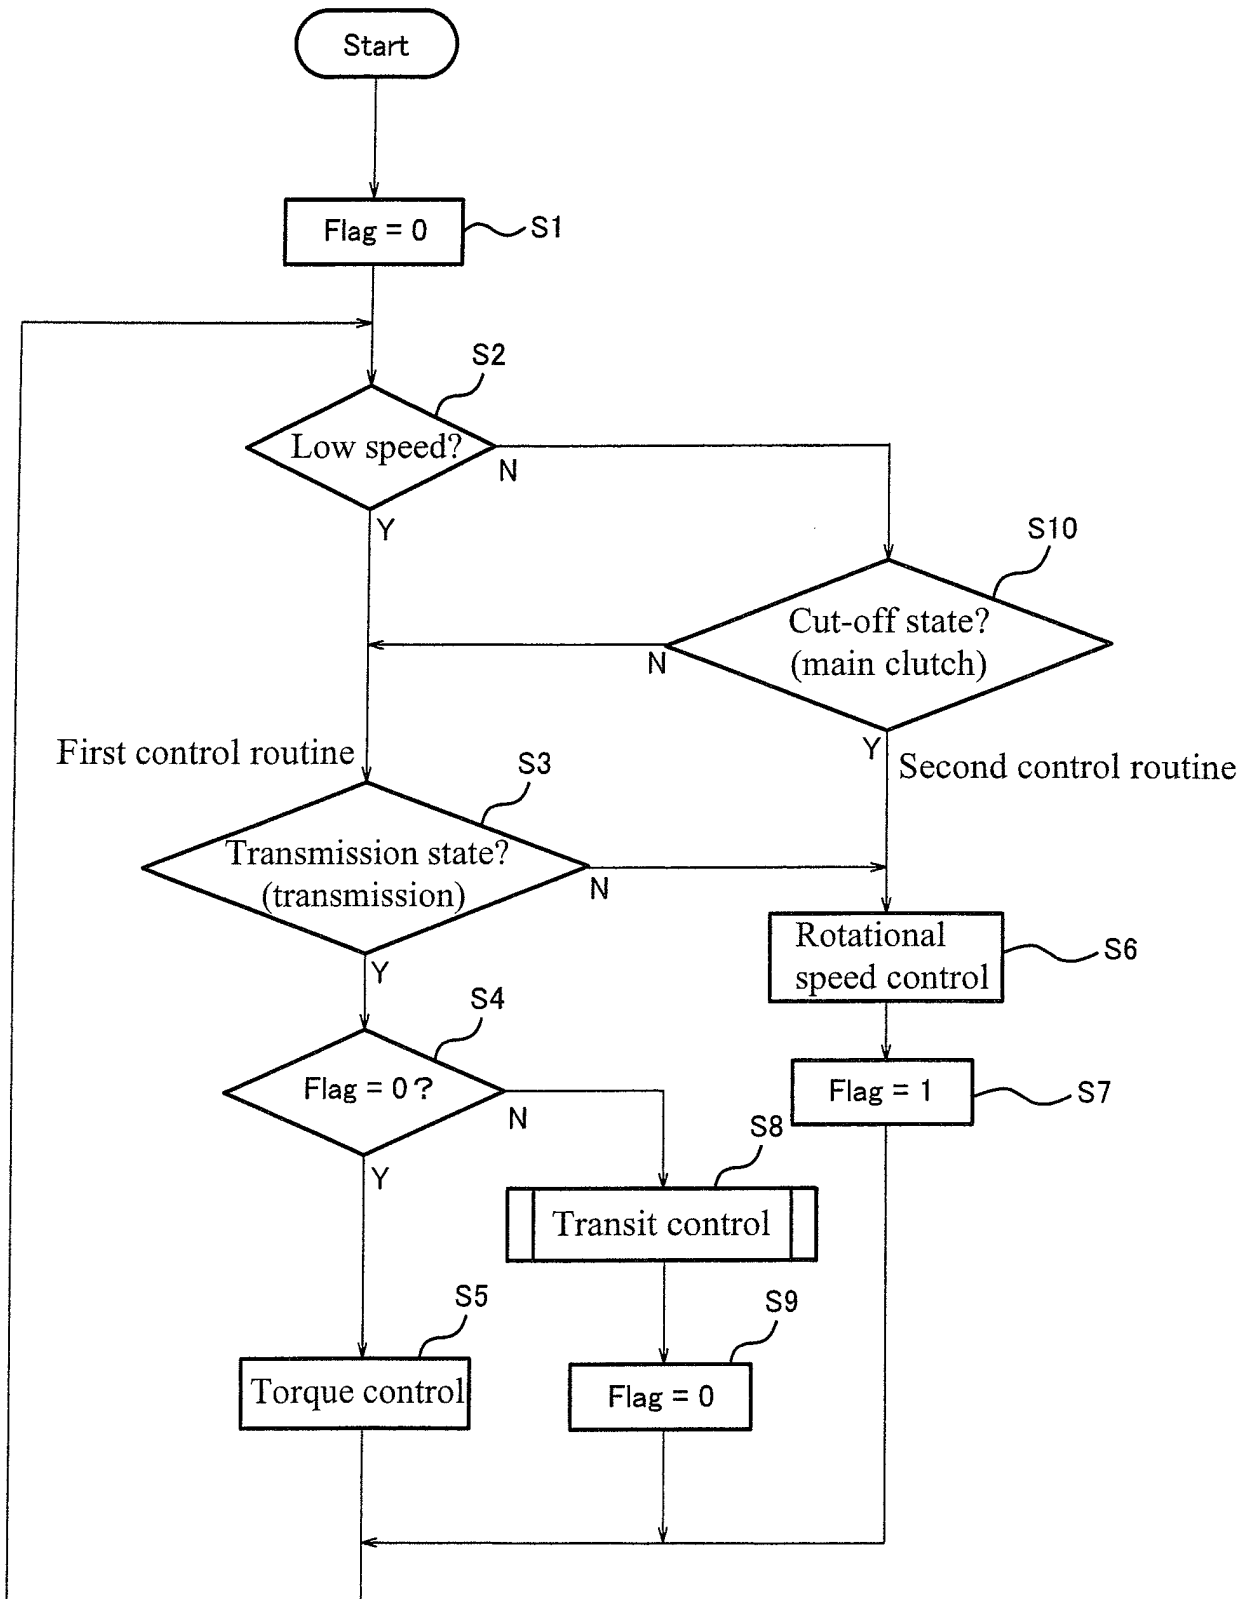 Start
Flag = 0
S1
S2
Low speed?
N
Y
S10
Cut-off state?
(main clutch)
N
Y
First control routine
Second control routine
S3
Transmission state?
(transmission)
N
Y
Rotational
speed control
S6
S4
Flag = 0?
N
Y
Flag = 1
S7
S8
Transit control
S5
Torque control
S9
Flag = 0